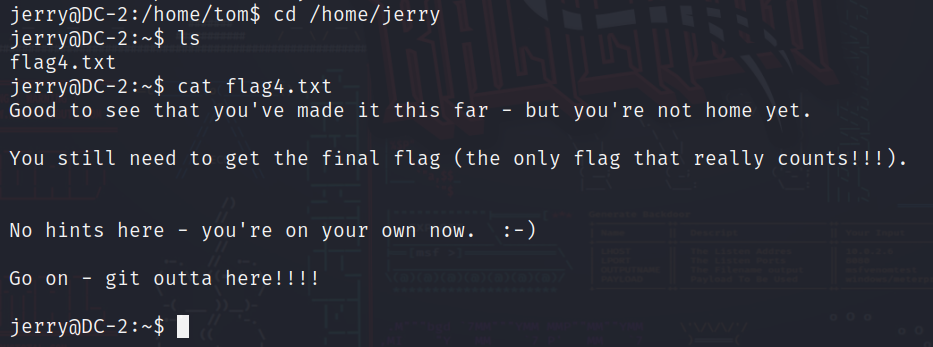 jerry@DC-2:/home/tom$ cd /home/jerry
jerry@DC-2:~$ ls
flag4.txt
jerry@DC-2:~$ cat flag4.txt
Good to see that you've made it this far - but you're not home yet.
You still need to get the final flag (the only flag that really counts!!!).
No hints here - you're on your own now.  :-)
Go on - git outta here!!!!
jerry@DC-2:~$